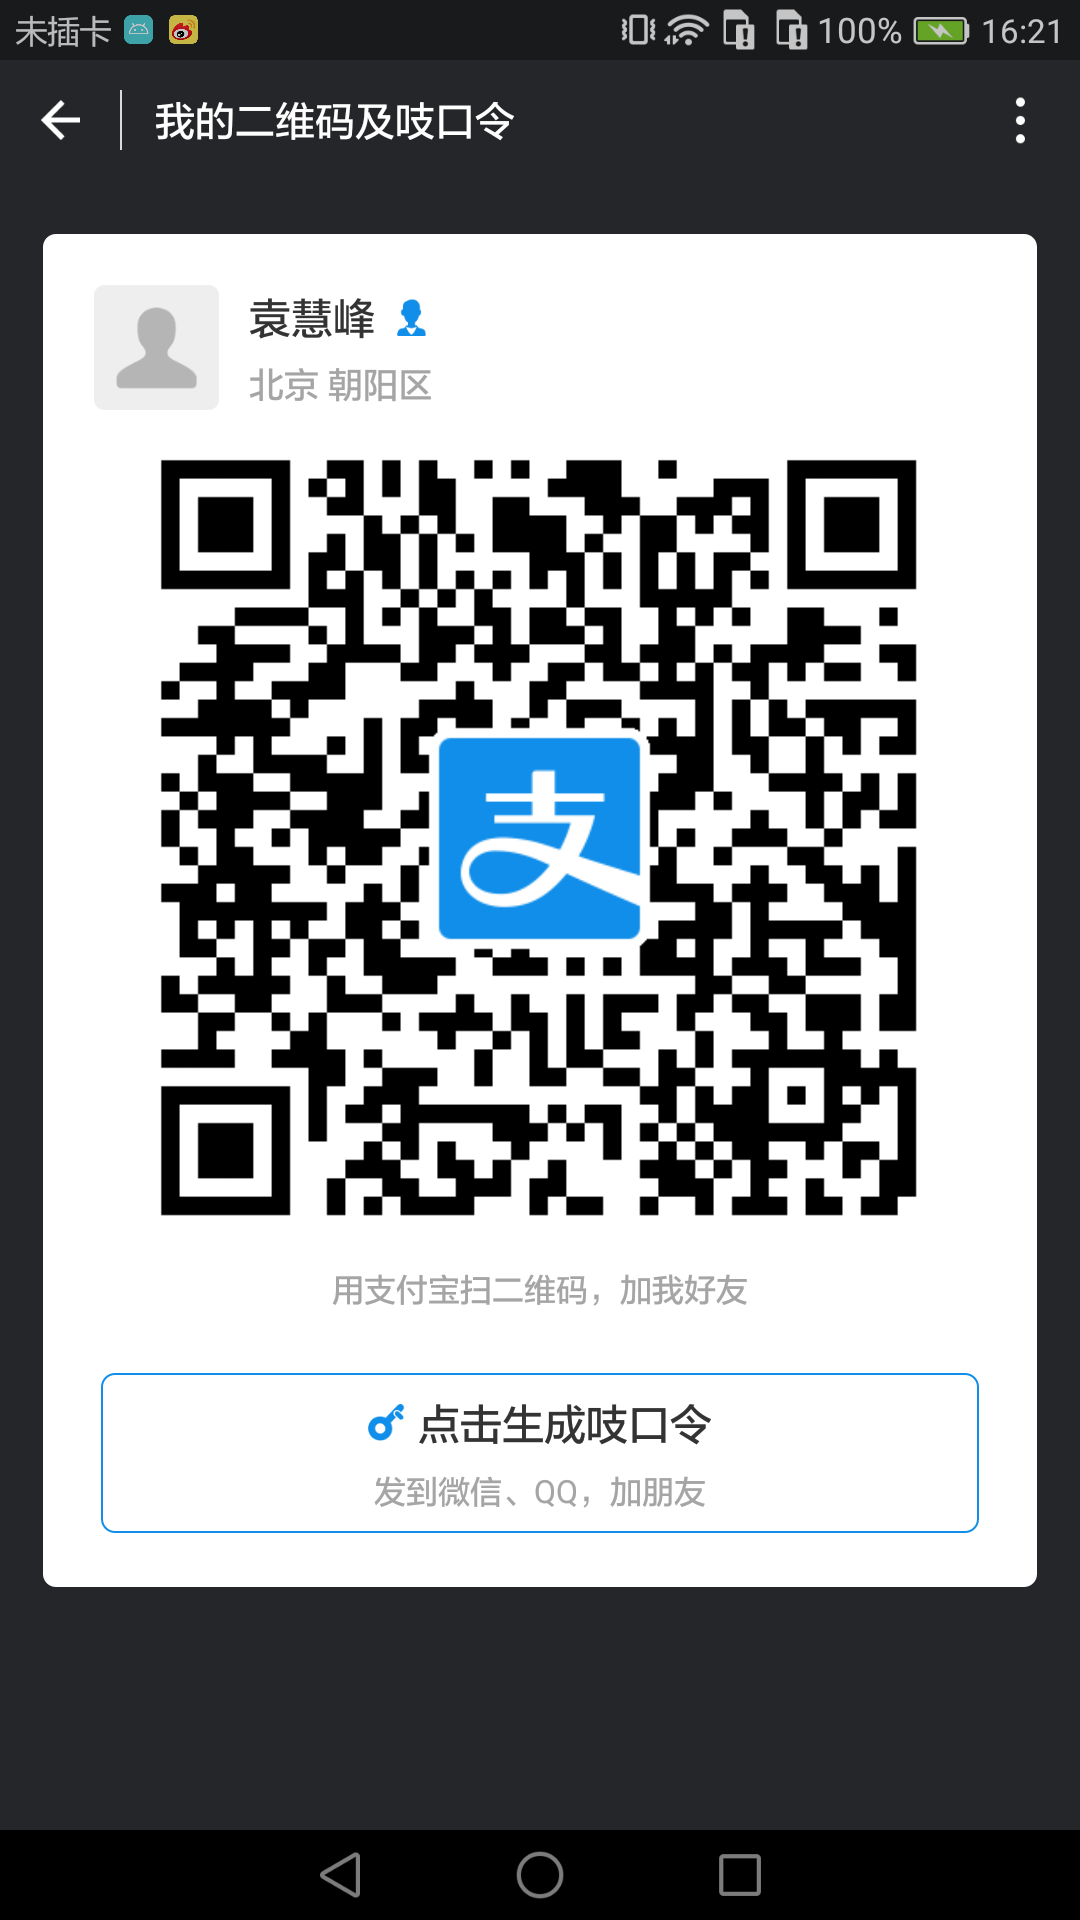 未插卡 100% 16:21
我的二维码及吱口令
袁慧峰
北京 朝阳区
支
用支付宝扫二维码，加我好友
点击生成吱口令
发到微信、QQ，加朋友